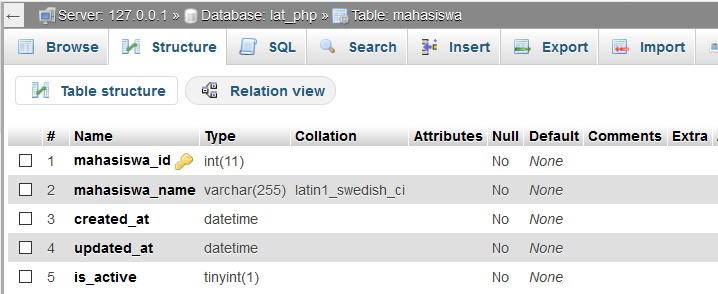 Server: 127.0.0.1 » Database: lat_php » Table: mahasiswa
Browse Structure SQL Search Insert Export Import
Table structure Relation view
# Name Type Collation Attributes Null Default Comments Extra
1 mahasiswa_id int(11) No None
2 mahasiswa_name varchar(255) latin1_swedish_ci No None
3 created_at datetime No None
4 updated_at datetime No None
5 is_active tinyint(1) No None